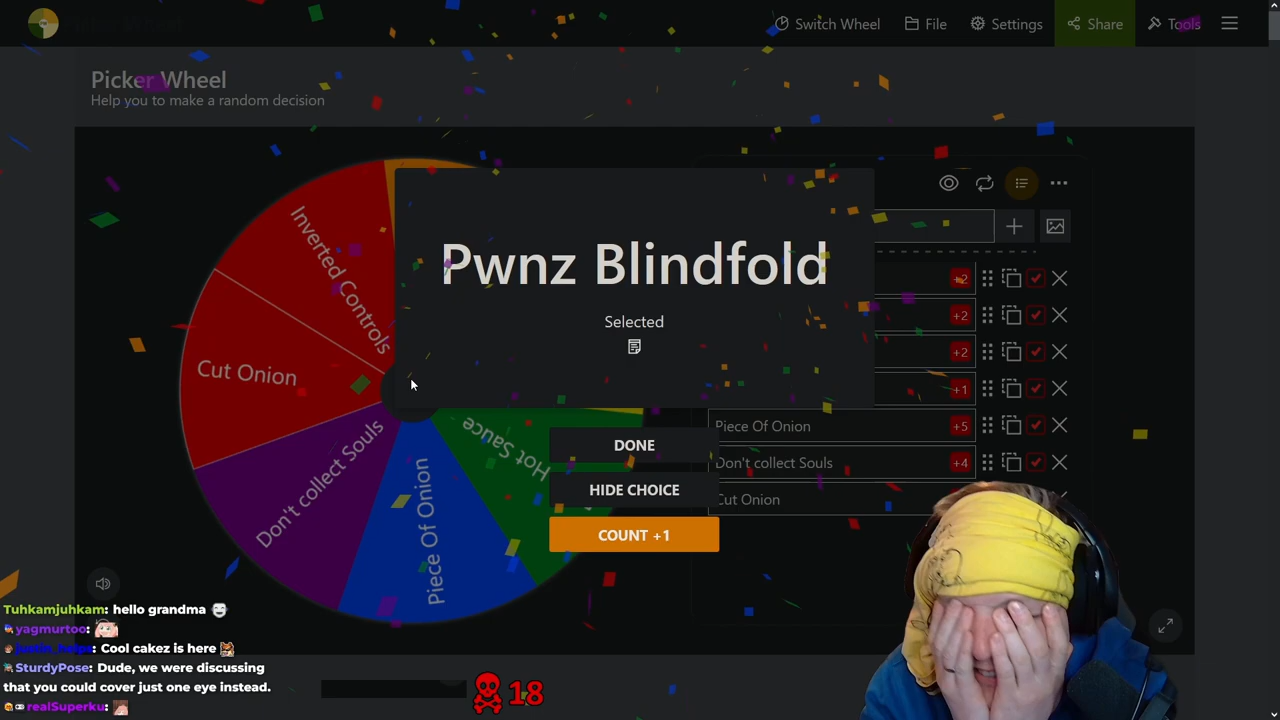 Picker Wheel
Switch Wheel
File
Settings
Share
Tools
Picker Wheel
Help you to make a random decision
Inverted Controls
Cut Onion
Don't collect Souls
Piece Of Onion
Hot Sauce
Pwnz Blindfold
Selected
DONE
HIDE CHOICE
COUNT +1
+2
+2
+2
+1
Piece Of Onion +5
Don't collect Souls +4
Cut Onion
Tuhkamjuhkam: hello grandma
yagmurtoo:
Cool cakez is here
SturdyPose: Dude, we were discussing
that you could cover just one eye instead.
realSuperku:
18